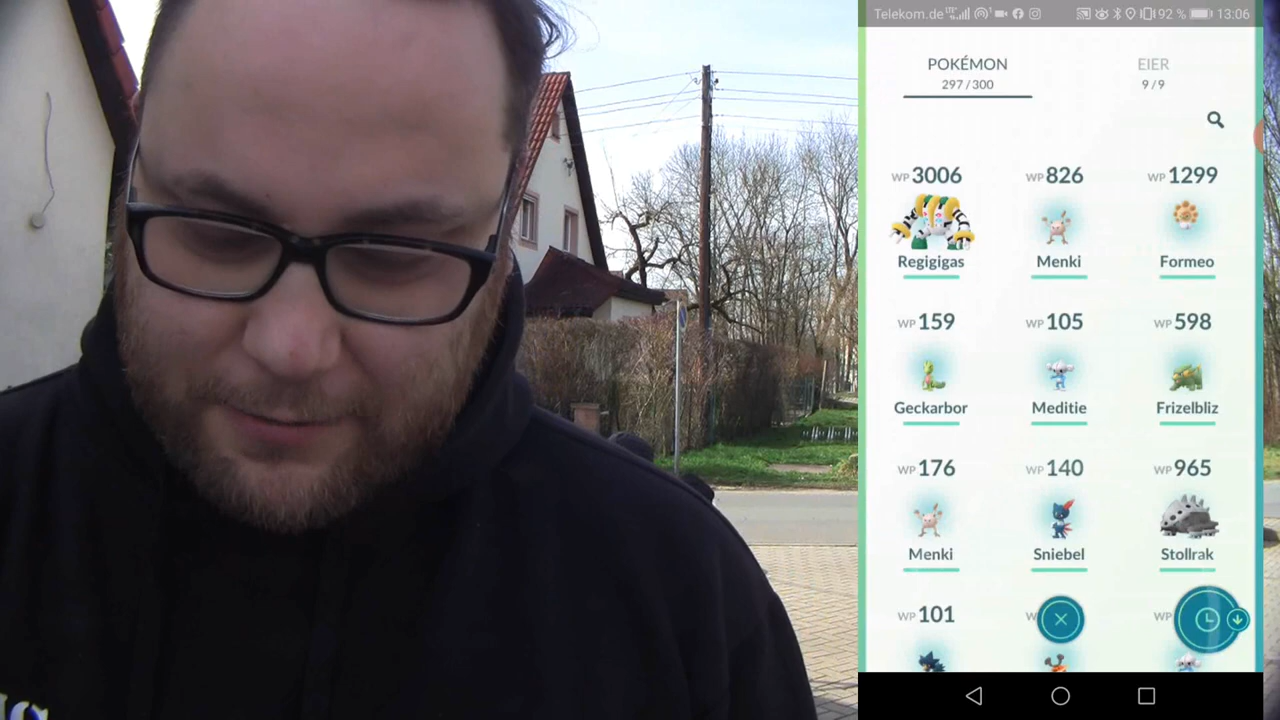 Telekom.de 92 % 13:06
POKÉMON EIER
297 / 300 9 / 9
WP 3006 WP 826 WP 1299
Regigigas Menki Formeo
WP 159 WP 105 WP 598
Geckarbor Meditie Frizelbliz
WP 176 WP 140 WP 965
Menki Sniebel Stollrak
WP 101 WP